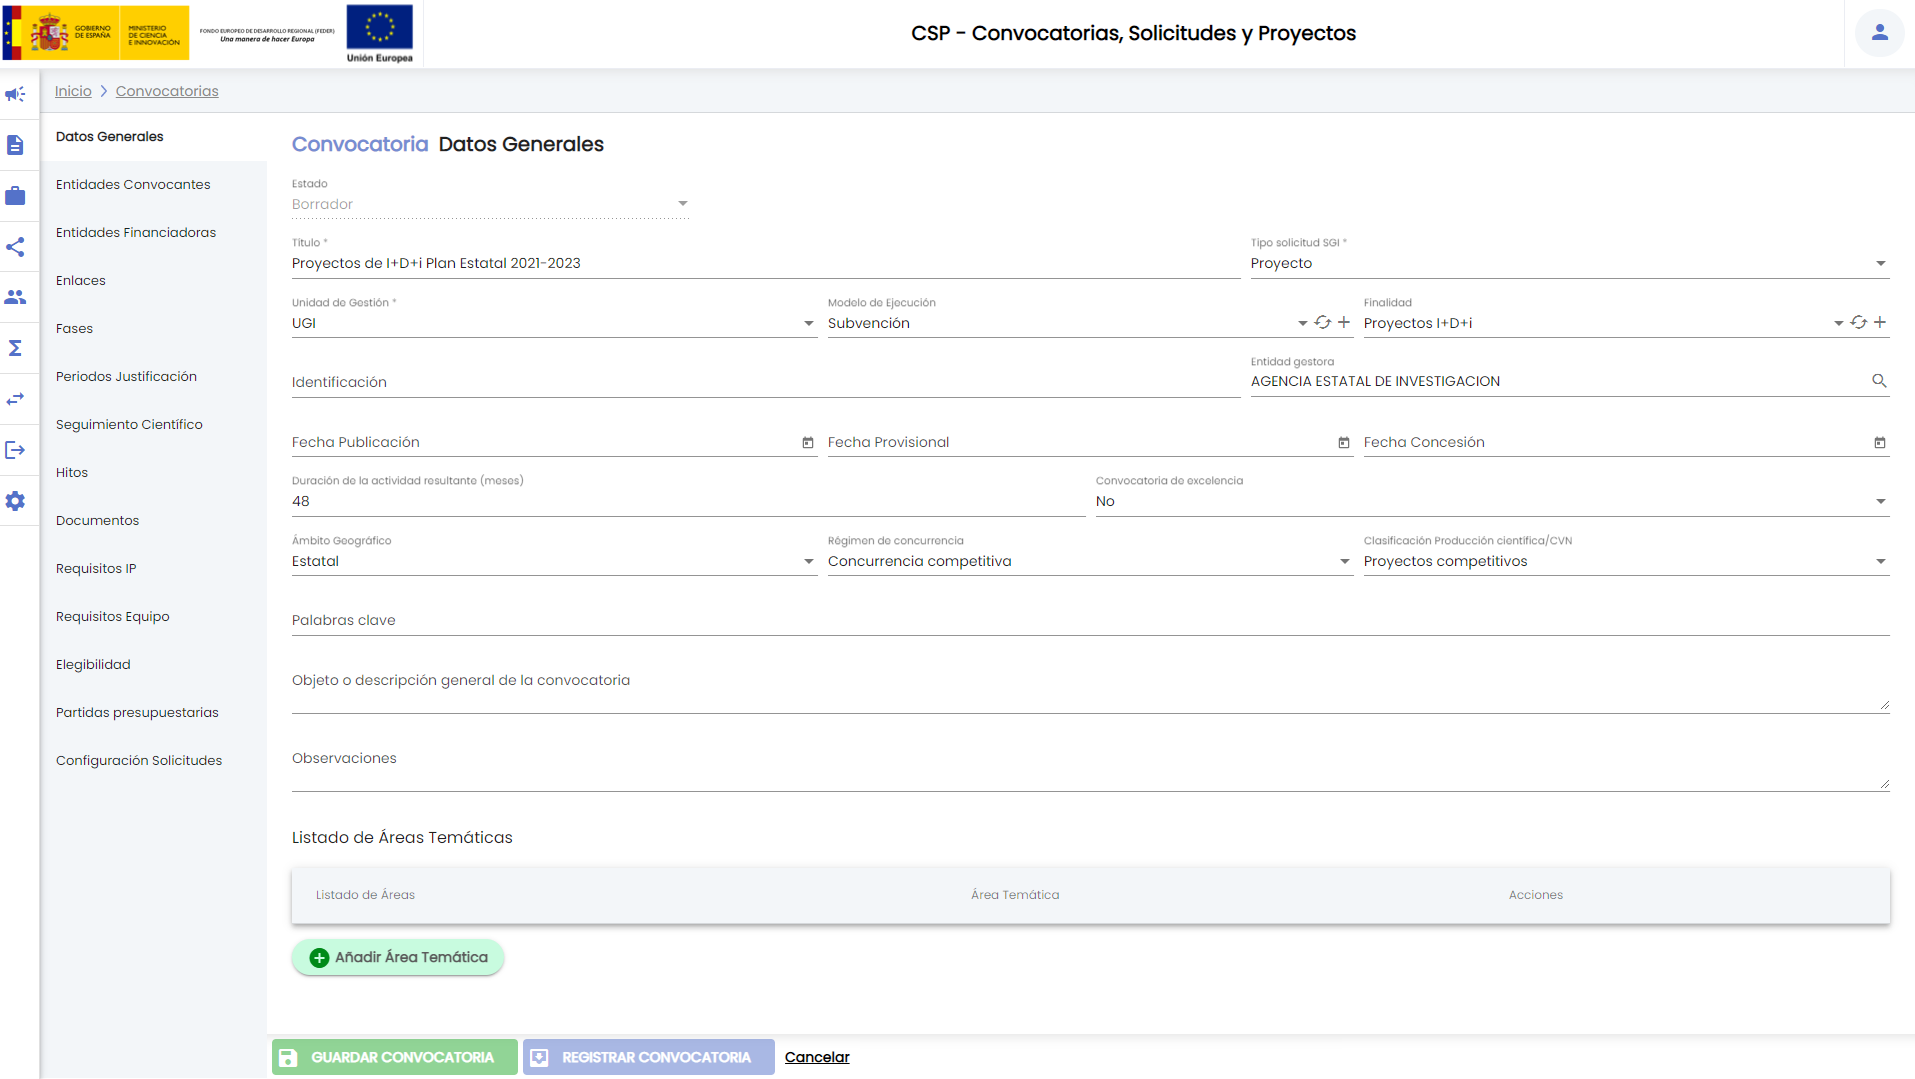 GOBIERNO
DE ESPAÑA
MINISTERIO
DE CIENCIA
E INNOVACIÓN
FONDO EUROPEO DE DESARROLLO REGIONAL (FEDER)
Una manera de hacer Europa
Unión Europea
CSP - Convocatorias, Solicitudes y Proyectos
Inicio > Convocatorias
Datos Generales
Entidades Convocantes
Entidades Financiadoras
Enlaces
Fases
Periodos Justificación
Seguimiento Científico
Hitos
Documentos
Requisitos IP
Requisitos Equipo
Elegibilidad
Partidas presupuestarias
Configuración Solicitudes
Convocatoria Datos Generales
Estado
Borrador
Título *
Proyectos de I+D+i Plan Estatal 2021-2023
Tipo solicitud SGI *
Proyecto
Unidad de Gestión *
UGI
Modelo de Ejecución
Subvención
Finalidad
Proyectos I+D+i
Identificación
Entidad gestora
AGENCIA ESTATAL DE INVESTIGACION
Fecha Publicación
Fecha Provisional
Fecha Concesión
Duración de la actividad resultante (meses)
48
Convocatoria de excelencia
No
Ámbito Geográfico
Estatal
Régimen de concurrencia
Concurrencia competitiva
Clasificación Producción científica/CVN
Proyectos competitivos
Palabras clave
Objeto o descripción general de la convocatoria
Observaciones
Listado de Áreas Temáticas
Listado de Áreas Área Temática Acciones
Añadir Área Temática
GUARDAR CONVOCATORIA REGISTRAR CONVOCATORIA Cancelar